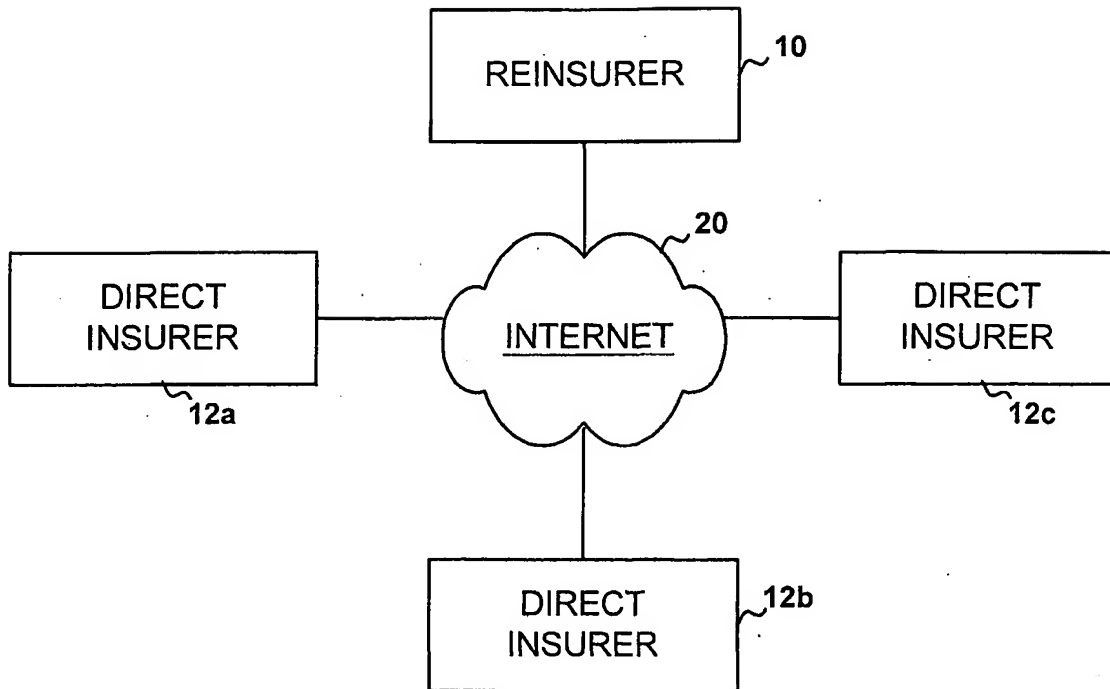 10
REINSURER
20
DIRECT
INSURER
12a
INTERNET
DIRECT
INSURER
12c
DIRECT
INSURER
12b